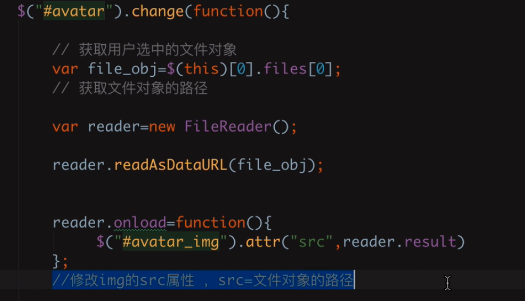 $("#avatar").change(function(){
// 获取用户选中的文件对象
var file_obj=$(this)[0].files[0];
// 获取文件对象的路径
var reader=new FileReader();
reader.readAsDataURL(file_obj);
reader.onload=function(){
$("#avatar_img").attr("src",reader.result)
};
//修改img的src属性 , src=文件对象的路径